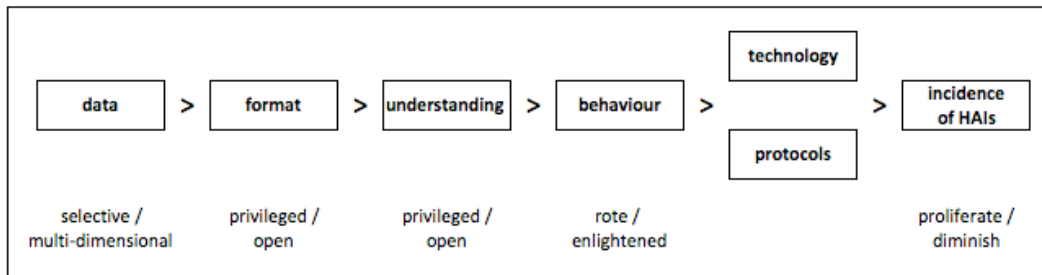 technology
data > format > understanding > behaviour > > incidence
of HAIs
protocols
selective /
multi-dimensional
privileged /
open
privileged /
open
rote /
enlightened
proliferate /
diminish